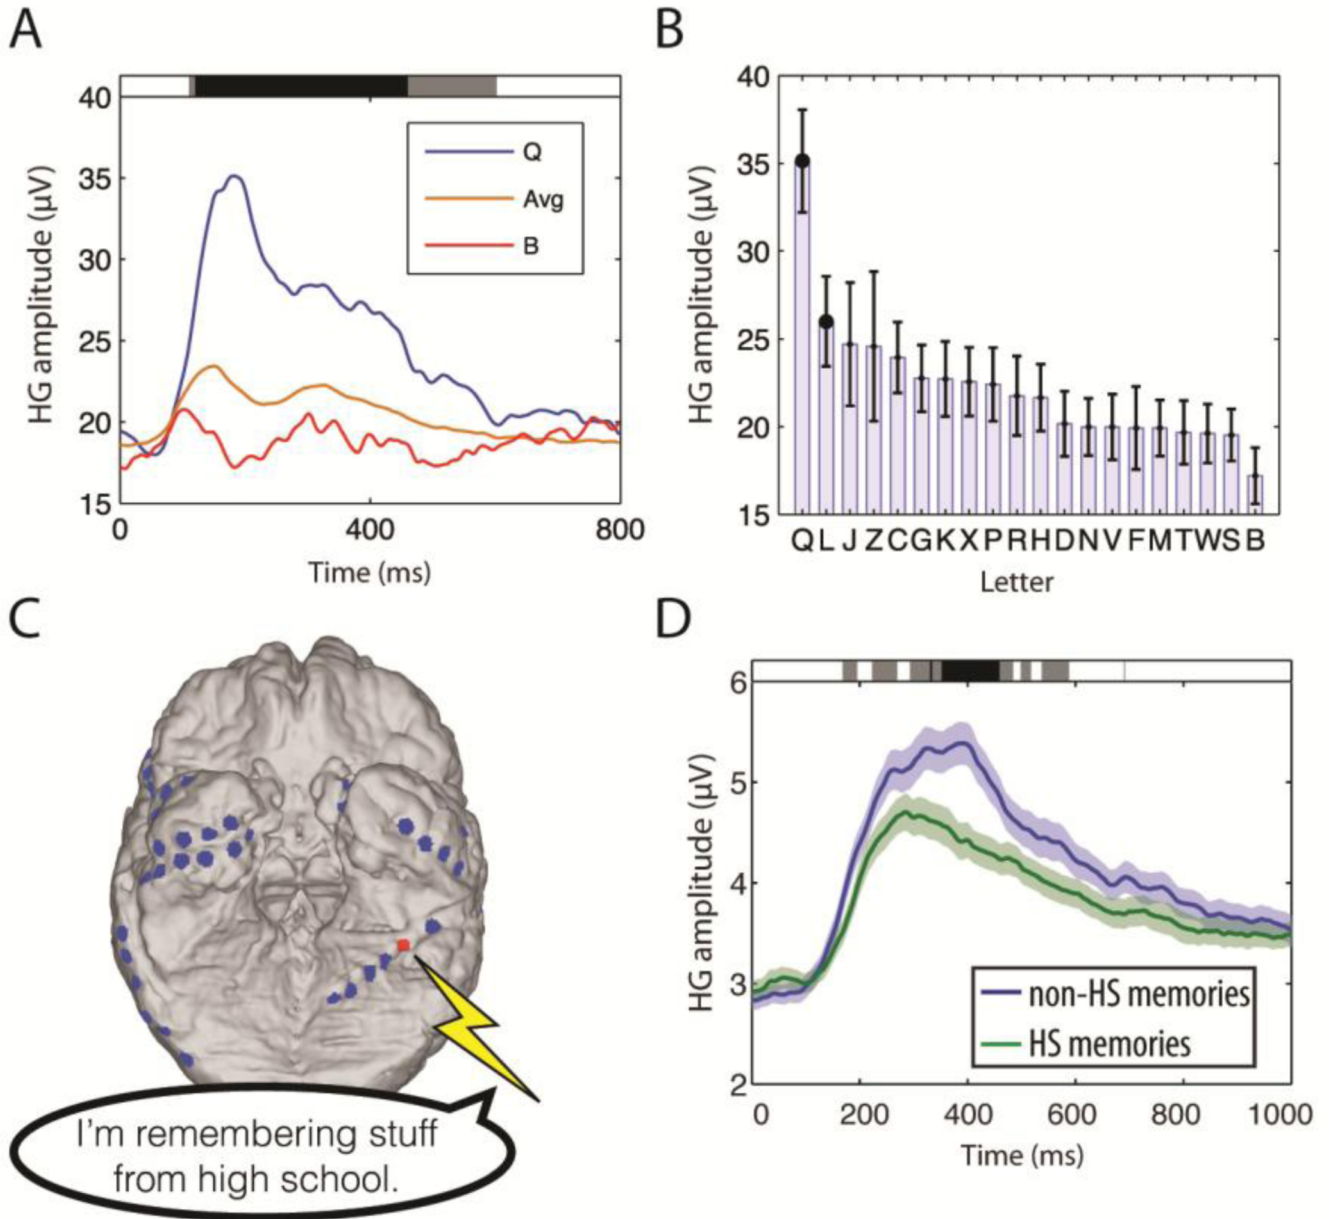 A
40
35
30
25
20
15
HG amplitude (µV)
Q
Avg
B
0 400 800
Time (ms)
B
40
35
30
25
20
15
HG amplitude (µV)
Q L J Z C G K X P R H D N V F M T W S B
Letter
C
I'm remembering stuff
from high school.
D
6
5
4
3
2
HG amplitude (µV)
non-HS memories
HS memories
0 200 400 600 800 1000
Time (ms)